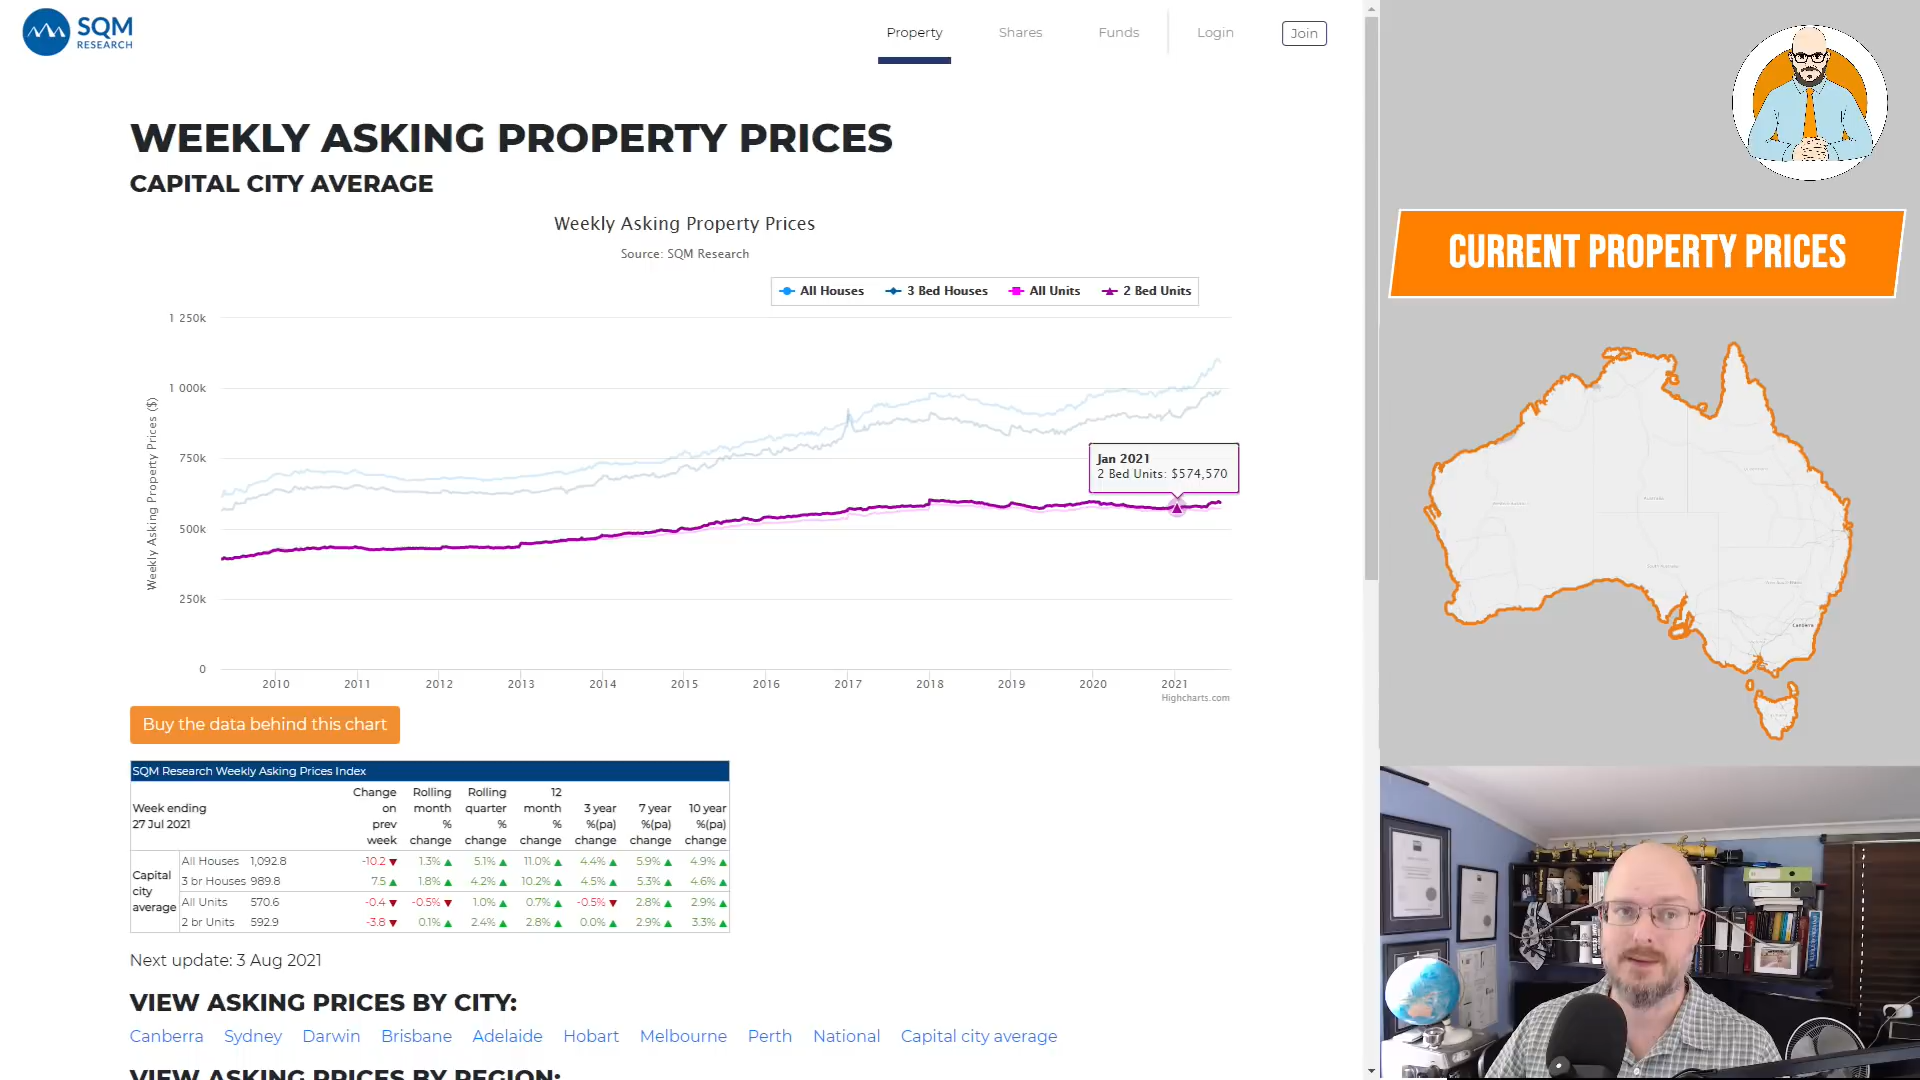 SQM
RESEARCH
Property
Shares
Funds
Login
Join
WEEKLY ASKING PROPERTY PRICES
CAPITAL CITY AVERAGE
Weekly Asking Property Prices
Source: SQM Research
All Houses
3 Bed Houses
All Units
2 Bed Units
Weekly Asking Property Prices ($)
1 250k
1 000k
750k
500k
250k
0
Jan 2021
2 Bed Units: $574,570
2010 2011 2012 2013 2014 2015 2016 2017 2018 2019 2020 2021
Highcharts.com
Buy the data behind this chart
SQM Research Weekly Asking Prices Index
Week ending
27 Jul 2021
Change on prev week
Rolling month % change
Rolling quarter % change
12 month % change
3 year %(pa) change
7 year %(pa) change
10 year %(pa) change
Capital city average
All Houses 1,092.8 -10.2 ▼ 1.3% ▲ 5.1% ▲ 11.0% ▲ 4.4% ▲ 5.9% ▲ 4.9% ▲
3 br Houses 989.8 7.5 ▲ 1.8% ▲ 4.2% ▲ 10.2% ▲ 4.5% ▲ 5.3% ▲ 4.6% ▲
All Units 570.6 -0.4 ▼ -0.5% ▼ 1.0% ▲ 0.7% ▲ -0.5% ▼ 2.8% ▲ 2.9% ▲
2 br Units 592.9 -3.8 ▼ 0.1% ▲ 2.4% ▲ 2.8% ▲ 0.0% ▲ 2.9% ▲ 3.3% ▲
Next update: 3 Aug 2021
VIEW ASKING PRICES BY CITY:
Canberra Sydney Darwin Brisbane Adelaide Hobart Melbourne Perth National Capital city average
VIEW ASKING PRICES BY REGION:
CURRENT PROPERTY PRICES
Canberra